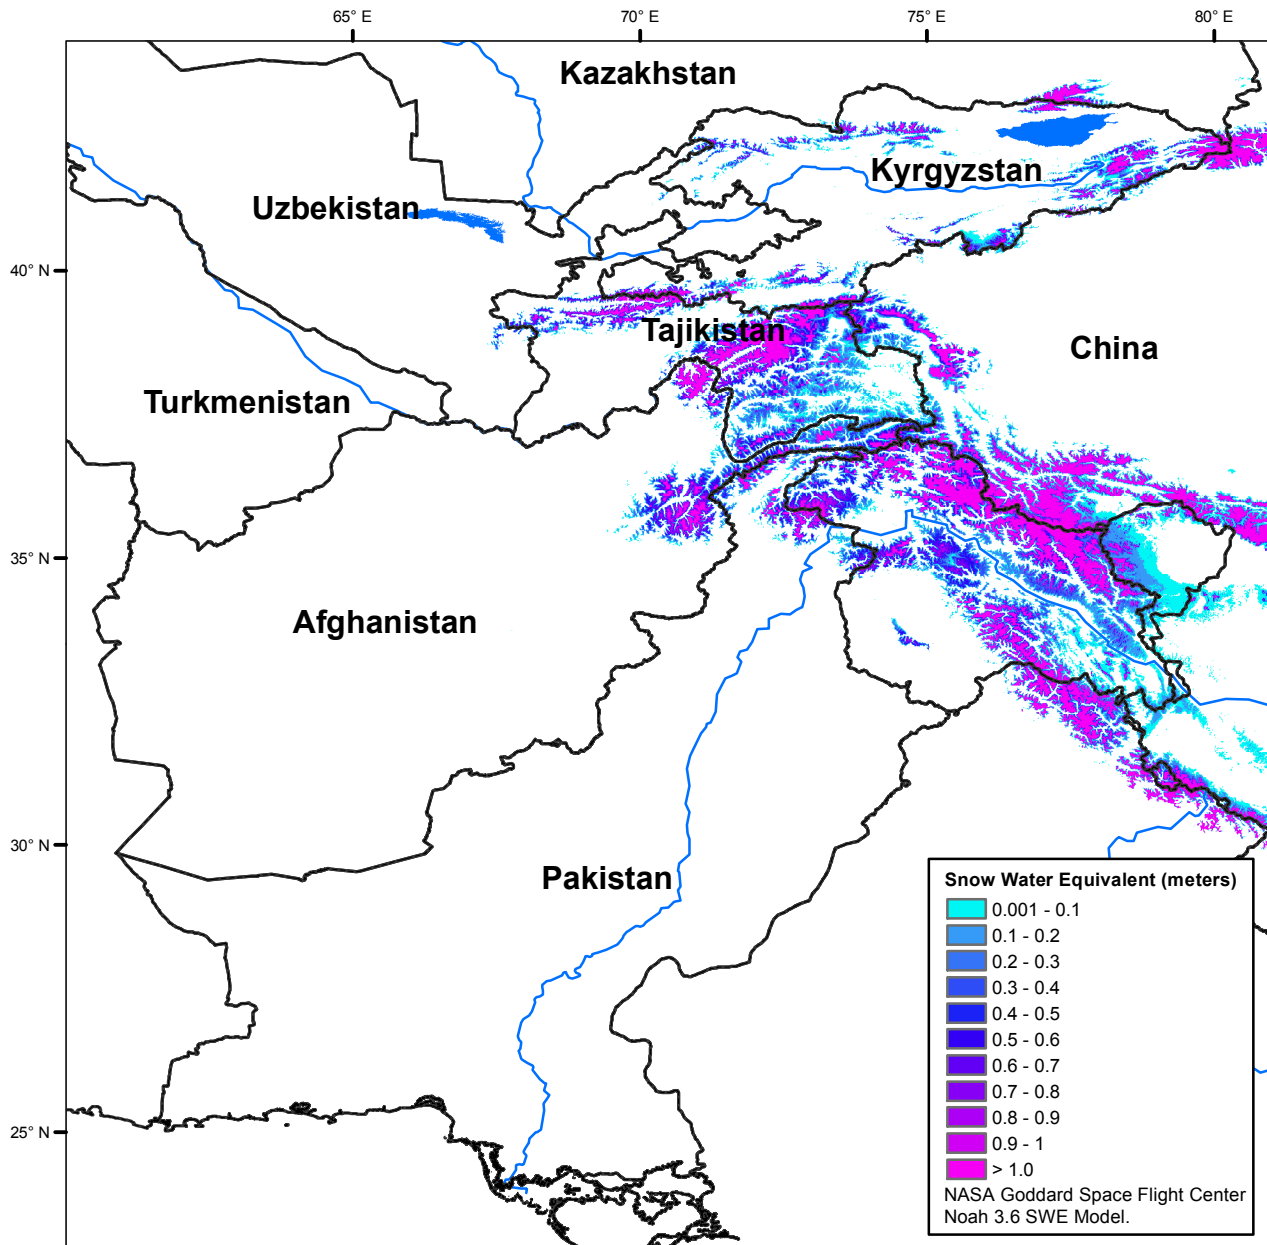 65° E
70° E
75° E
80° E
Kazakhstan
Kyrgyzstan
Uzbekistan
40° N
Tajikistan
China
Turkmenistan
35° N
Afghanistan
30° N
Pakistan
25° N
Snow Water Equivalent (meters)
0.001 - 0.1
0.1 - 0.2
0.2 - 0.3
0.3 - 0.4
0.4 - 0.5
0.5 - 0.6
0.6 - 0.7
0.7 - 0.8
0.8 - 0.9
0.9 - 1
> 1.0
NASA Goddard Space Flight Center
Noah 3.6 SWE Model.